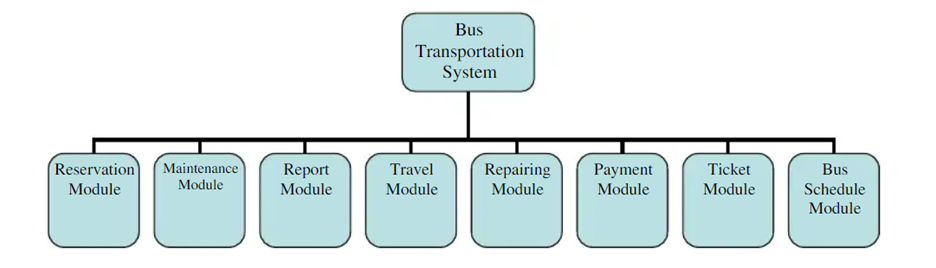 Bus
Transportation
System
Reservation
Module
Maintenance
Module
Report
Module
Travel
Module
Repairing
Module
Payment
Module
Ticket
Module
Bus
Schedule
Module